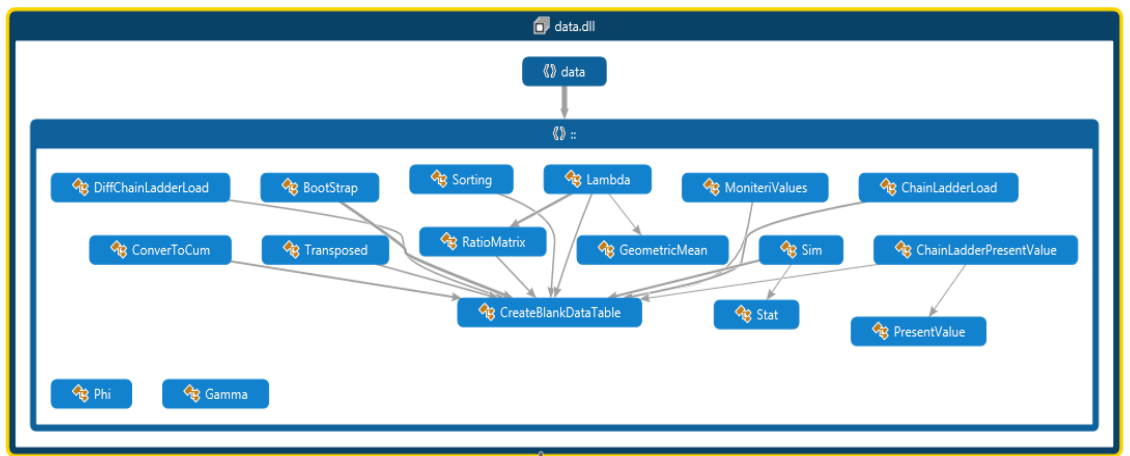 data.dll
data
::
DiffChainLadderLoad
BootStrap
Sorting
Lambda
MoniteriValues
ChainLadderLoad
ConverToCum
Transposed
RatioMatrix
GeometricMean
Sim
ChainLadderPresentValue
CreateBlankDataTable
Stat
PresentValue
Phi
Gamma